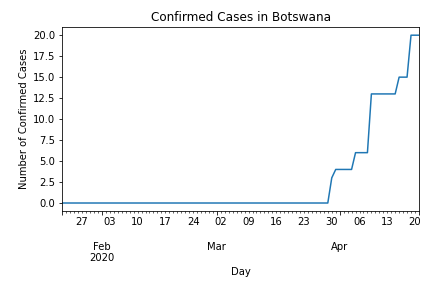 Confirmed Cases in Botswana
20.0
17.5
15.0
12.5
10.0
7.5
5.0
2.5
0.0
Number of Confirmed Cases
27 03 10 17 24 02 09 16 23 30 06 13 20
Feb Mar Apr
2020
Day